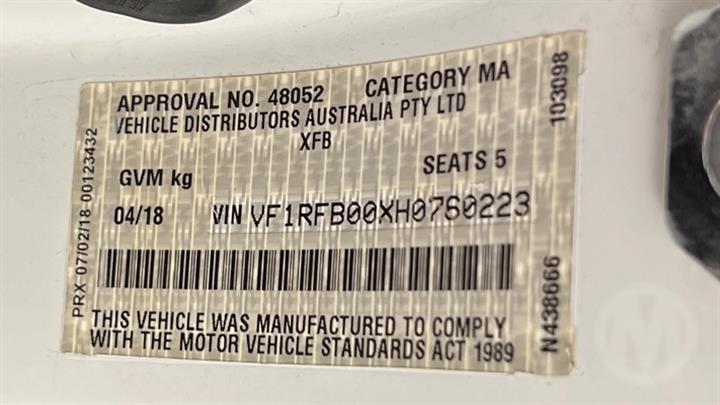 APPROVAL NO. 48052 CATEGORY MA
VEHICLE DISTRIBUTORS AUSTRALIA PTY LTD
XFB
GVM kg SEATS 5
04/18 VIN VF1RFB00XH0760223
THIS VEHICLE WAS MANUFACTURED TO COMPLY
WITH THE MOTOR VEHICLE STANDARDS ACT 1989
PRX 07/02/18-00123432
103098
N438666
M